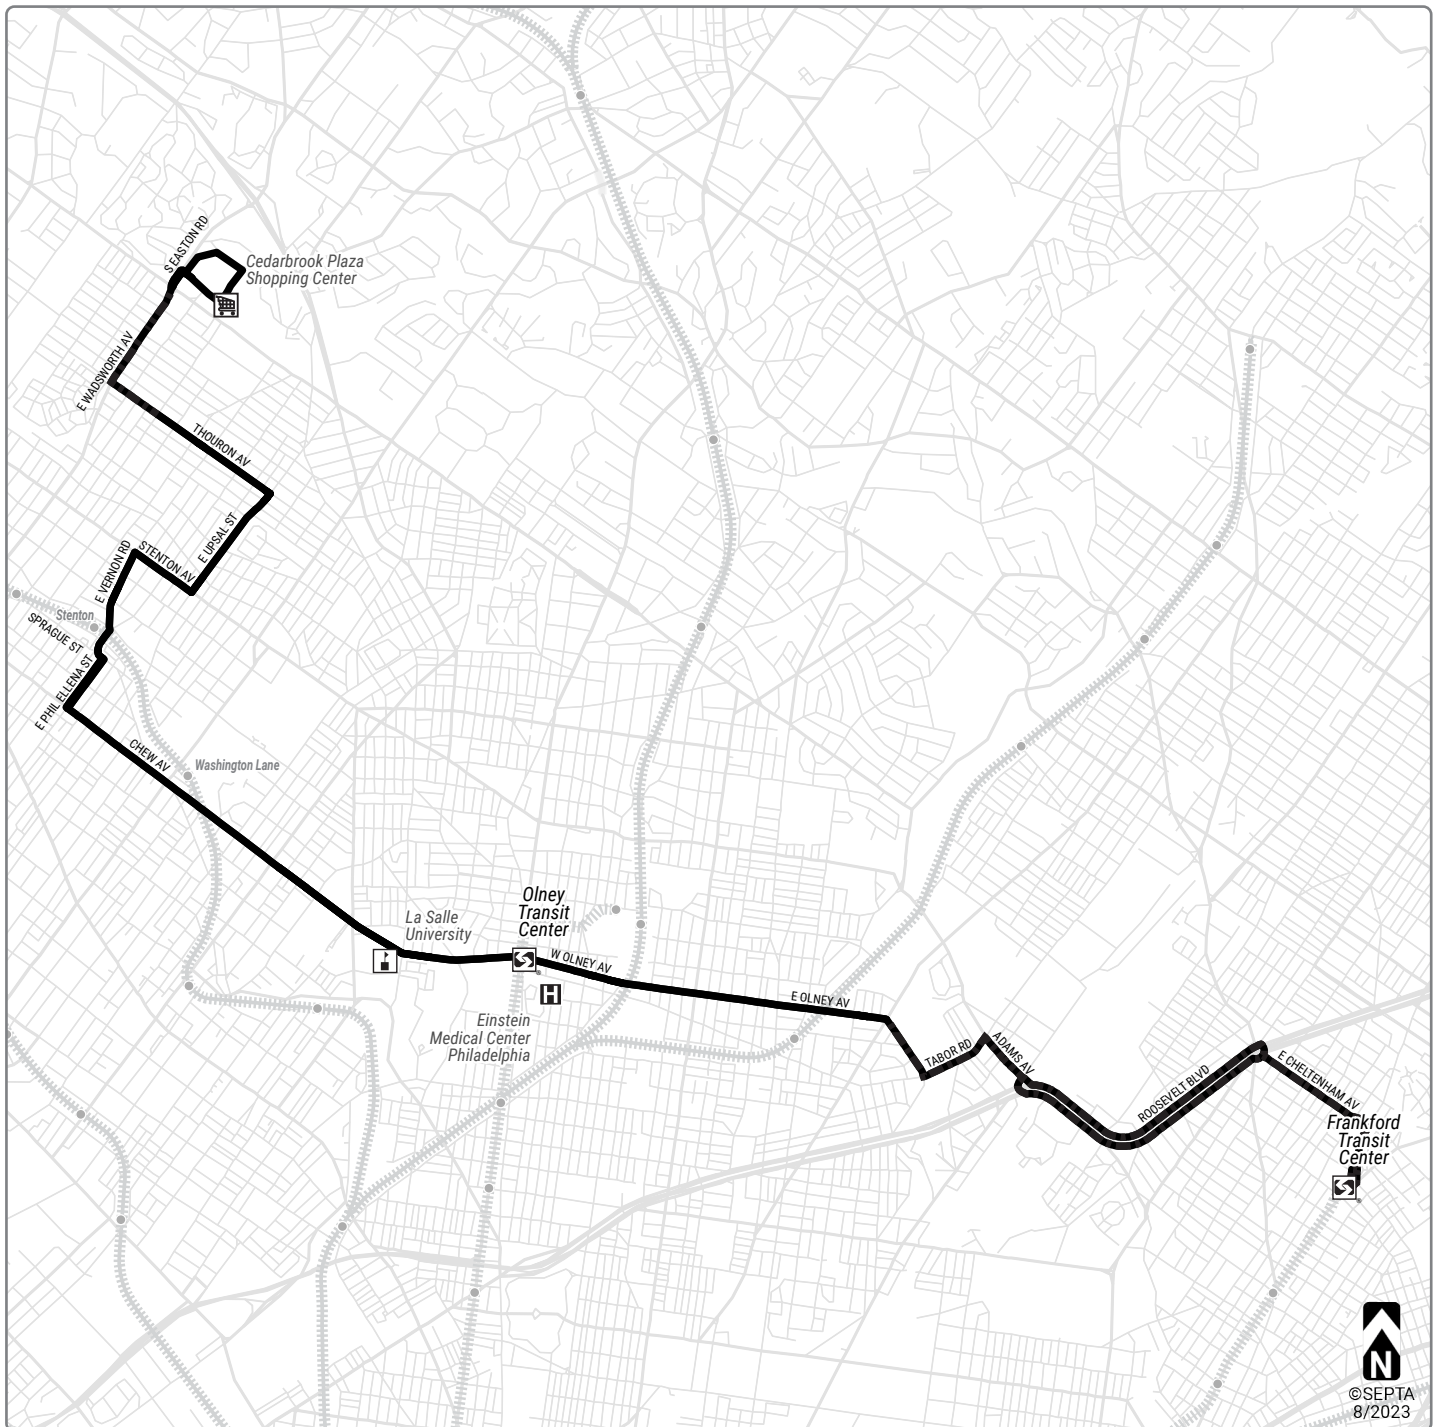 S EASTON RD
Cedarbrook Plaza
Shopping Center
E WADSWORTH AV
THOURON AV
E UPSAL ST
STENTON AV
E VERNON RD
Stenton
SPRAGUE ST
E PHIL ELLENA ST
CHEW AV
Washington Lane
La Salle
University
Olney
Transit
Center
W OLNEY AV
H
Einstein
Medical Center
Philadelphia
E OLNEY AV
TABOR RD
ADAMS AV
ROOSEVELT BLVD
E CHELTENHAM AV
Frankford
Transit
Center
N
©SEPTA
8/2023